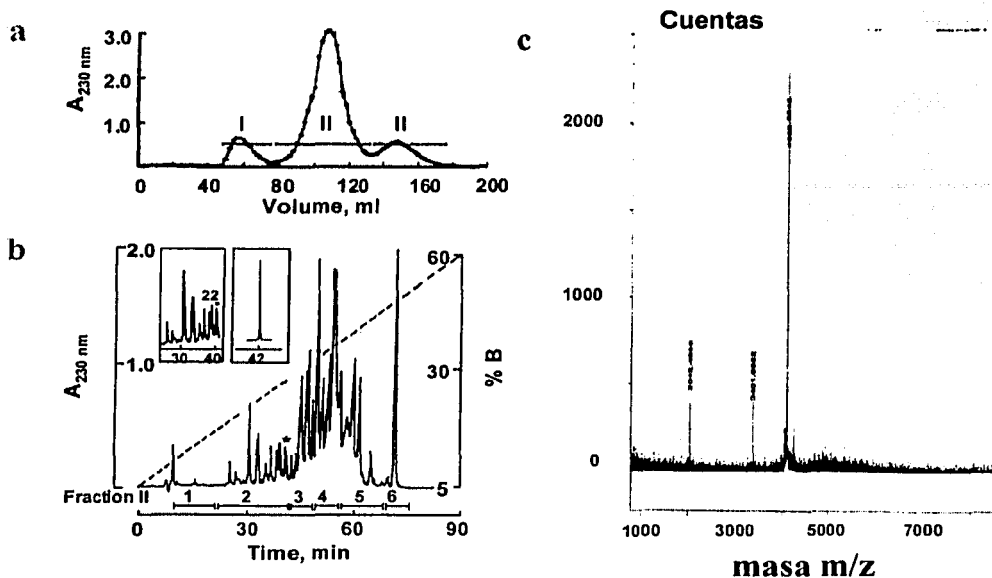 a
A230 nm
3.0
2.0
1.0
I
II
II
0 40 80 120 160 200
Volume, ml
b
A230 nm
2.0
1.0
22
30 40
42
60
30
5
% B
*
Fraction II
1 2 3 4 5 6
0 30 60 90
Time, min
c
Cuentas
2000
1000
0
1000 3000 5000 7000
masa m/z